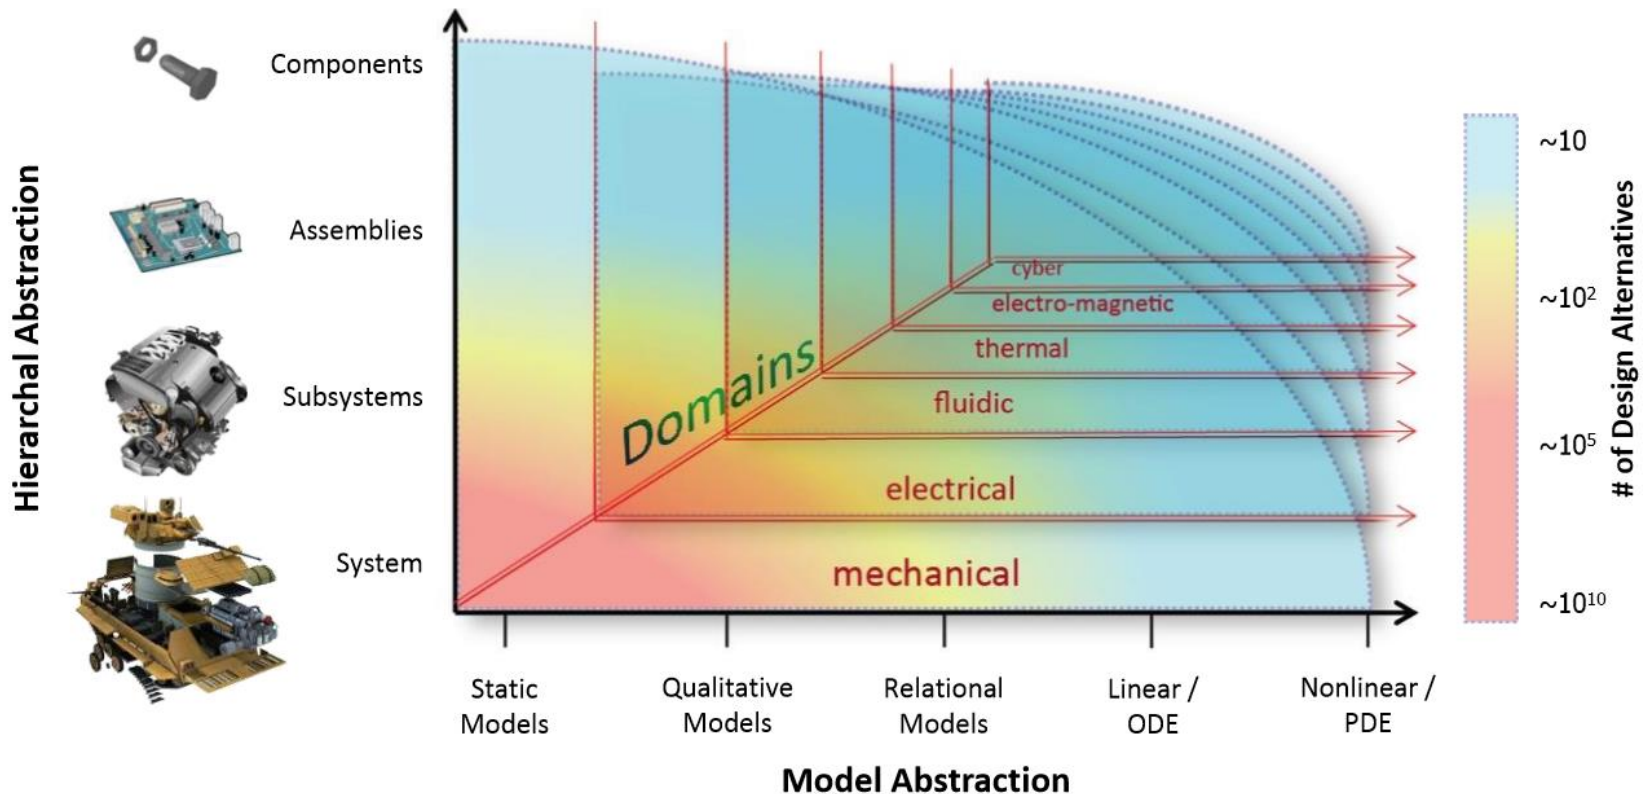 Components
Assemblies
Subsystems
System
Hierarchal Abstraction
Domains
cyber
electro-magnetic
thermal
fluidic
electrical
mechanical
Static
Models
Qualitative
Models
Relational
Models
Linear /
ODE
Nonlinear /
PDE
Model Abstraction
~10
~10²
~10⁵
~10¹⁰
# of Design Alternatives